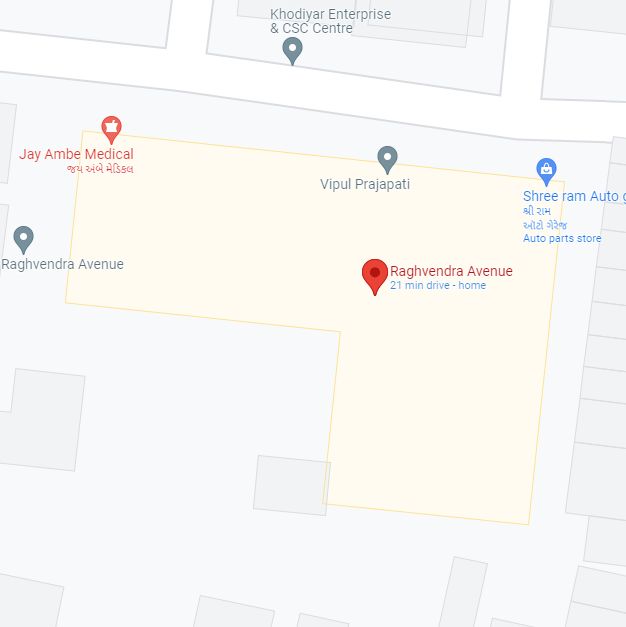 Khodiyar Enterprise
& CSC Centre
Jay Ambe Medical
જય અંબે મેડિકલ
Vipul Prajapati
Shree ram Auto g
શ્રી રામ
ઑટો ગેરેજ
Auto parts store
Raghvendra Avenue
Raghvendra Avenue
21 min drive - home